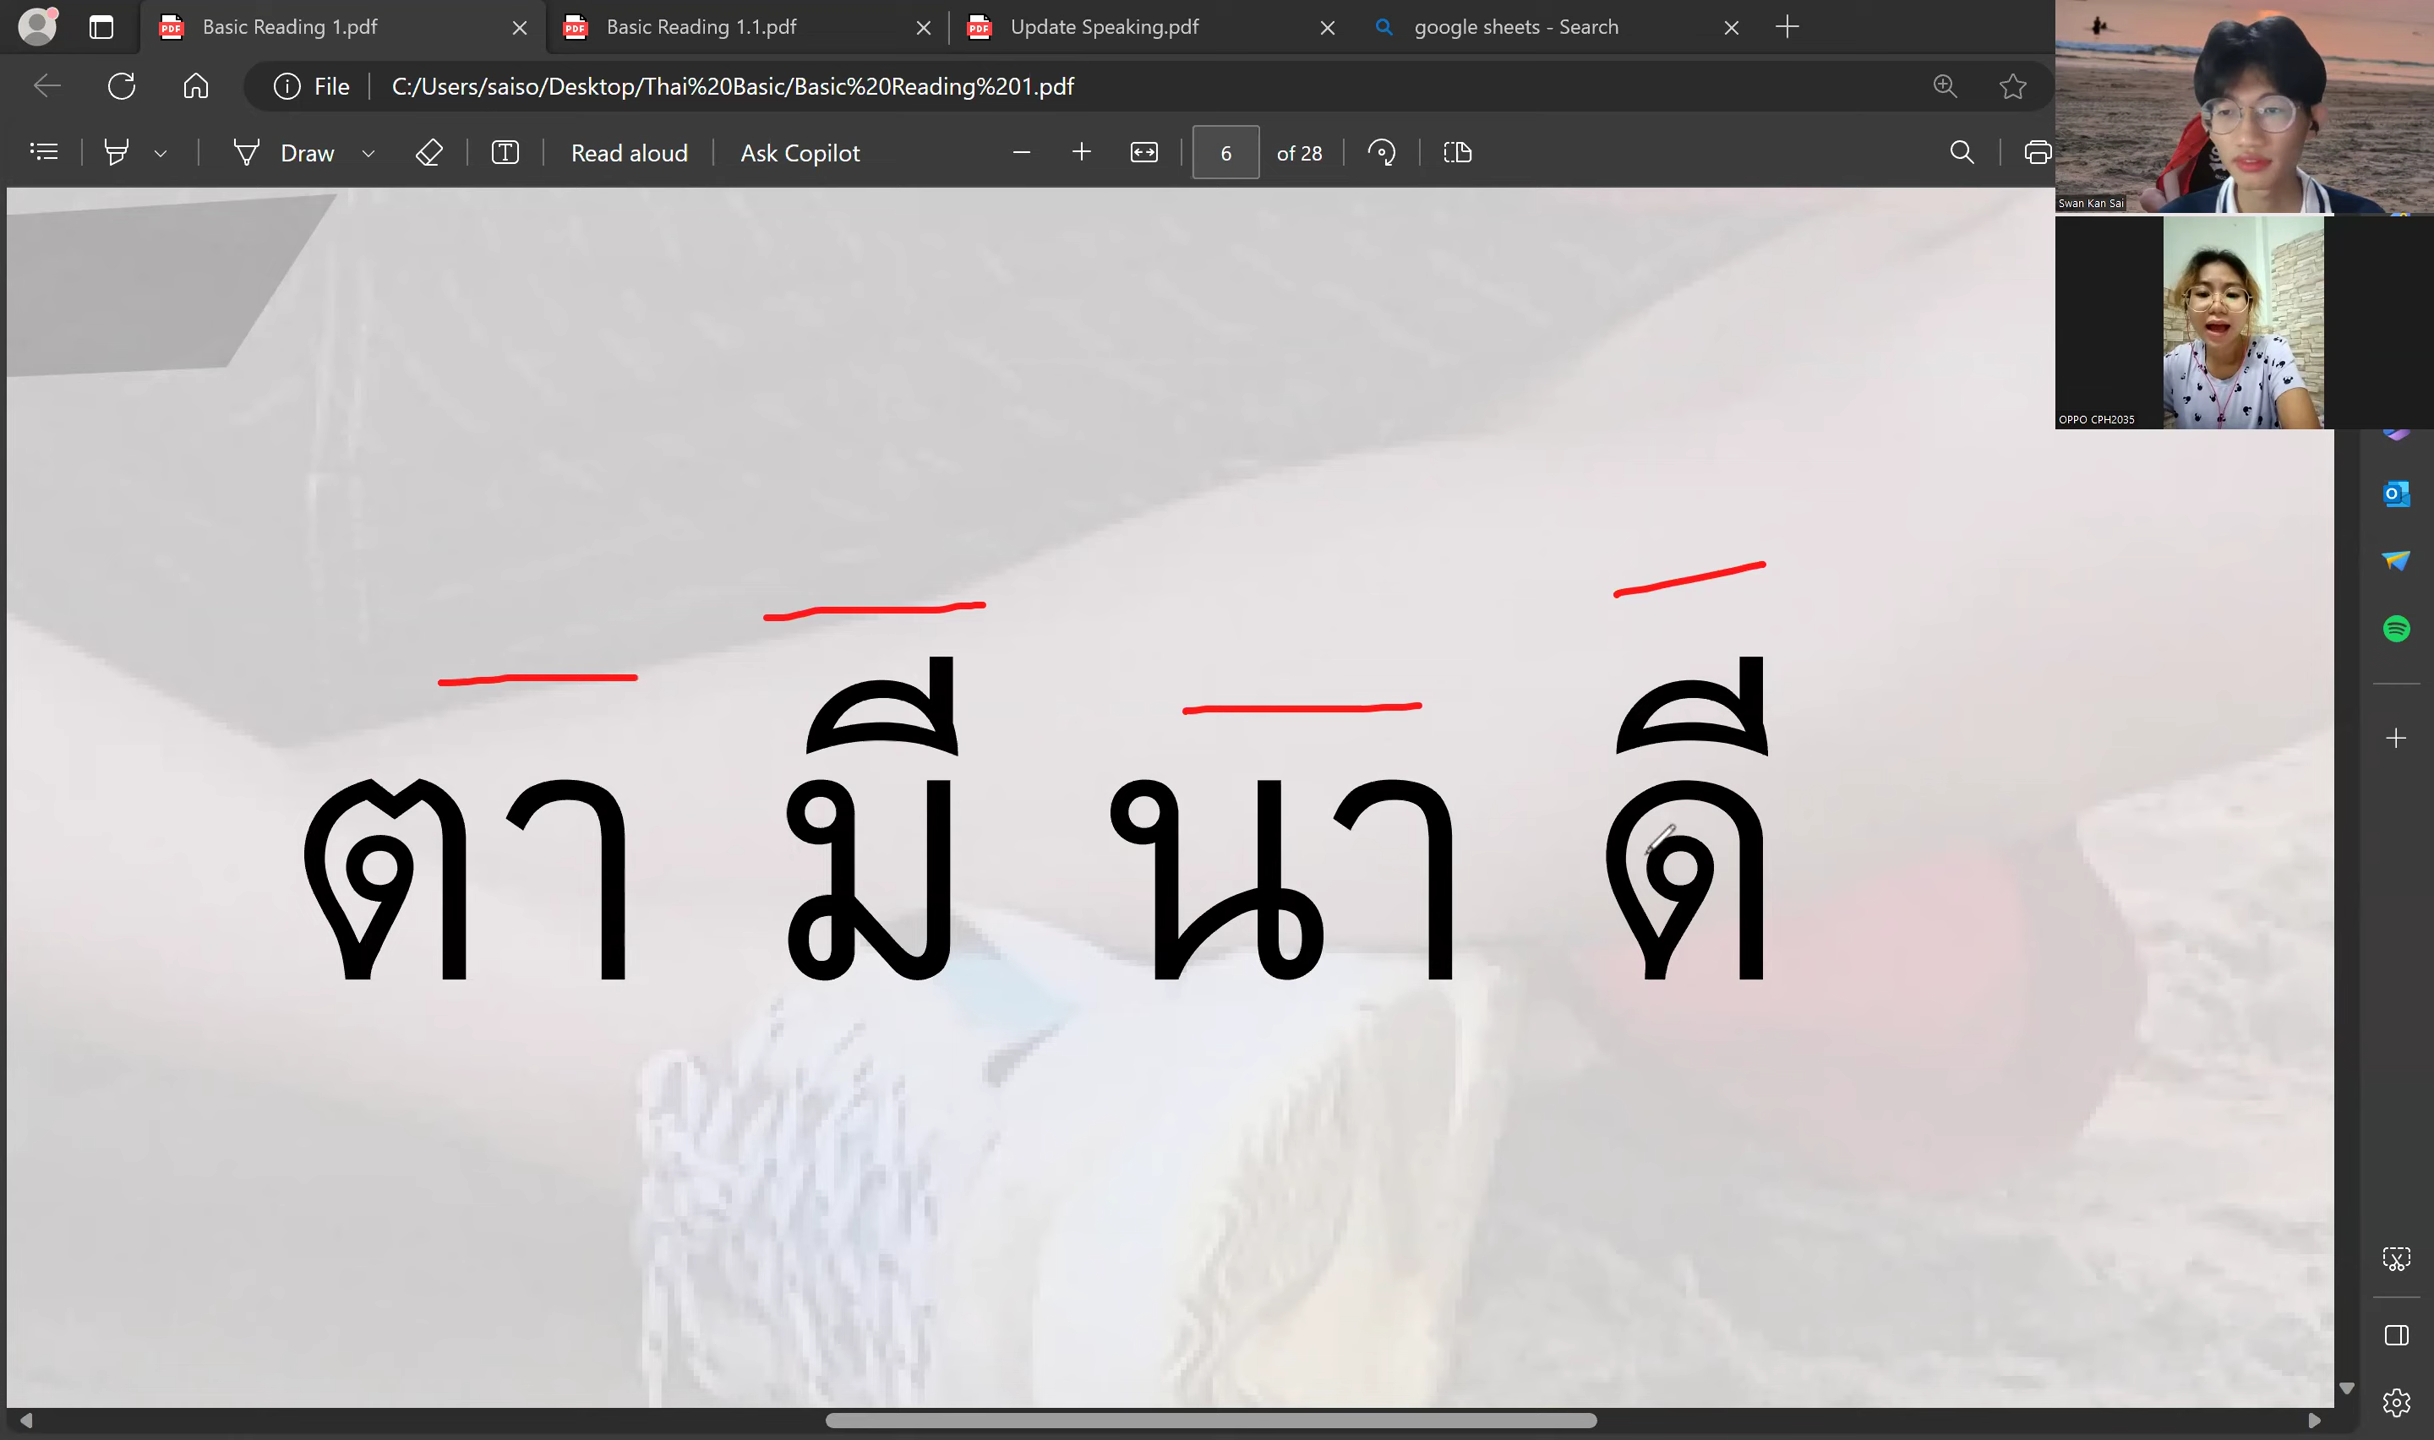 Basic Reading 1.pdf
Basic Reading 1.1.pdf
Update Speaking.pdf
google sheets - Search
File
C:/Users/saiso/Desktop/Thai%20Basic/Basic%20Reading%201.pdf
Draw
Read aloud
Ask Copilot
6
of 28
Swan Kan Sai
OPPO CPH2035
ตา มี นา ดี